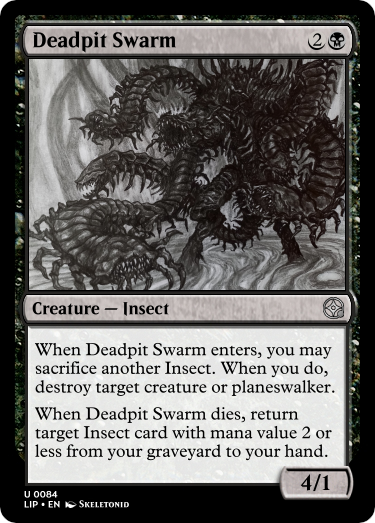 Deadpit Swarm 2
Creature — Insect
When Deadpit Swarm enters, you may
sacrifice another Insect. When you do,
destroy target creature or planeswalker.
When Deadpit Swarm dies, return
target Insect card with mana value 2 or
less from your graveyard to your hand.
4/1
U 0084
LIP • EN Skeletonid